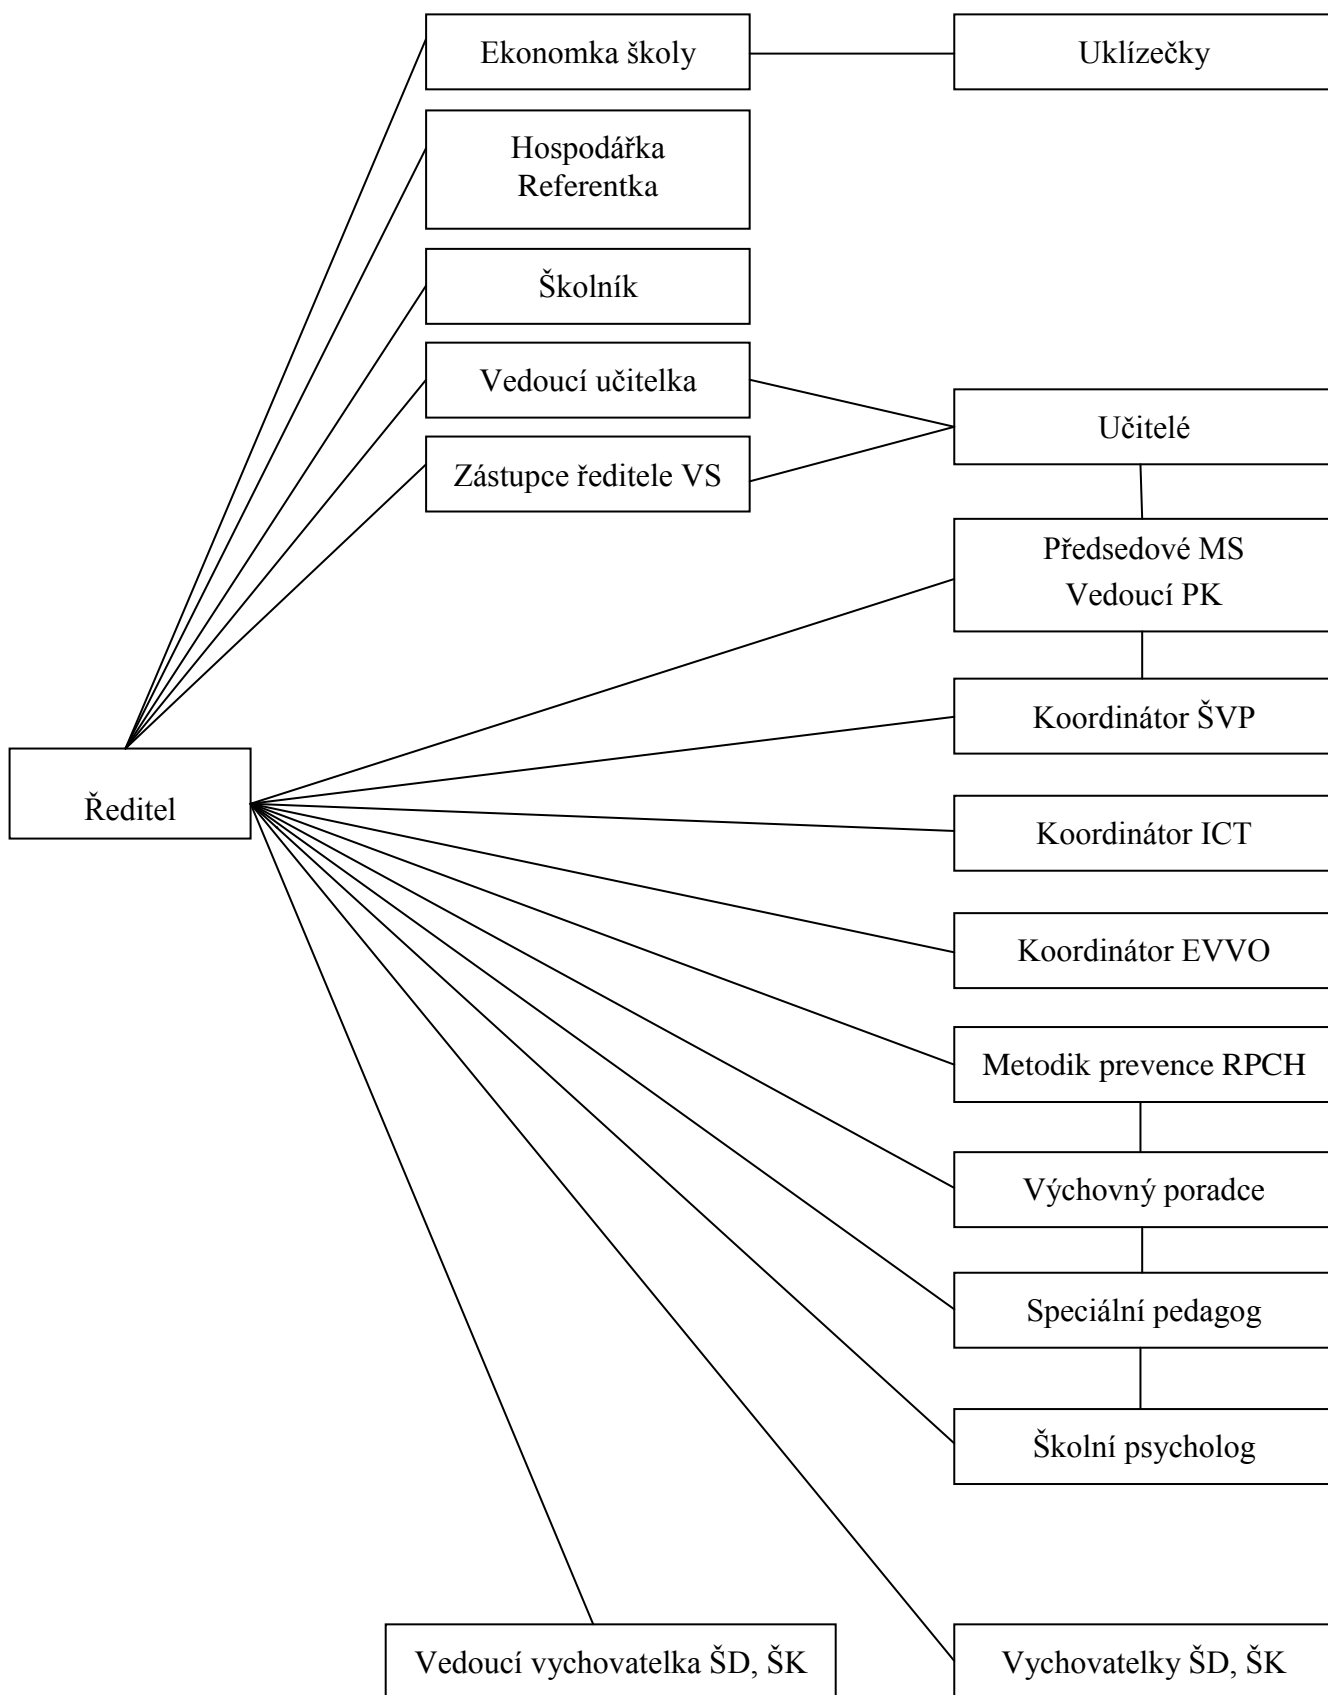 Ekonomka školy
Uklízečky
Hospodářka
Referentka
Školník
Vedoucí učitelka
Učitelé
Zástupce ředitele VS
Předsedové MS
Vedoucí PK
Koordinátor ŠVP
Ředitel
Koordinátor ICT
Koordinátor EVVO
Metodik prevence RPCH
Výchovný poradce
Speciální pedagog
Školní psycholog
Vedoucí vychovatelka ŠD, ŠK
Vychovatelky ŠD, ŠK